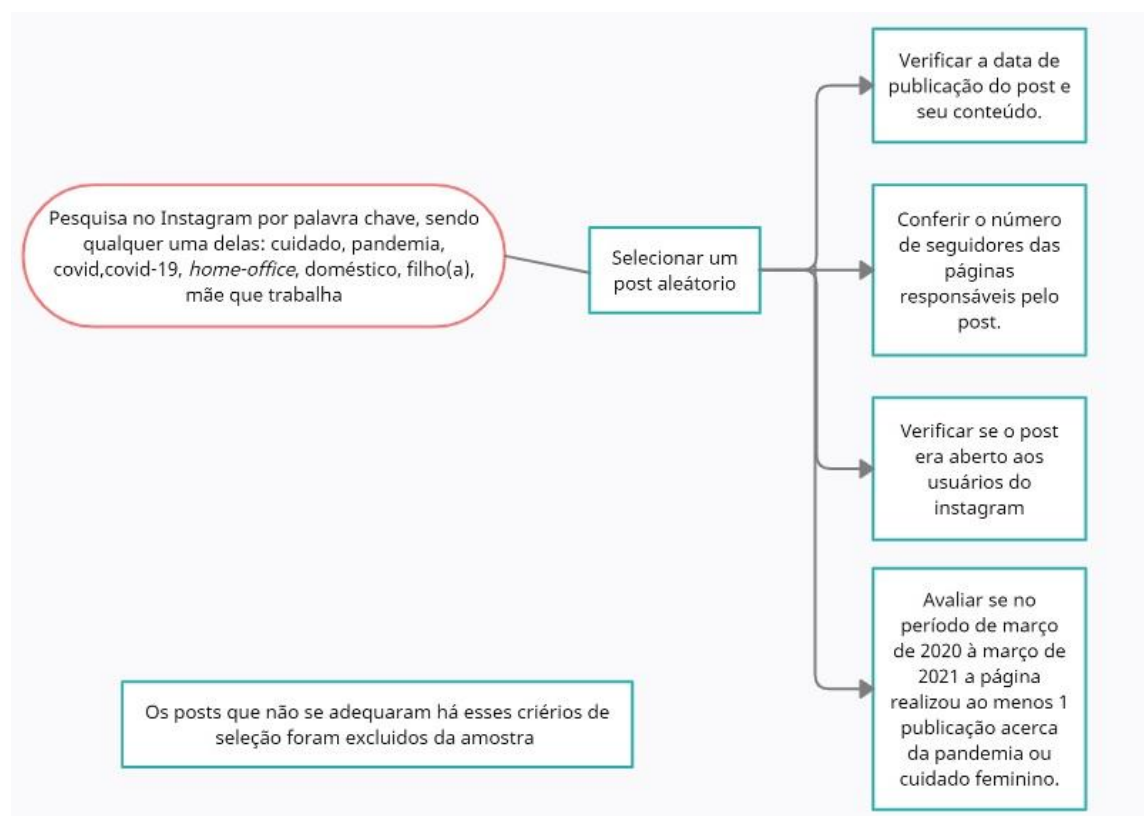 Pesquisa no Instagram por palavra chave, sendo
qualquer uma delas: cuidado, pandemia,
covid,covid-19, home-office, doméstico, filho(a),
mãe que trabalha
Selecionar um
post aleátorio
Verificar a data de
publicação do post e
seu conteúdo.
Conferir o número
de seguidores das
páginas
responsáveis pelo
post.
Verificar se o post
era aberto aos
usuários do
instagram
Avaliar se no
período de março
de 2020 à março de
2021 a página
realizou ao menos 1
publicação acerca
da pandemia ou
cuidado feminino.
Os posts que não se adequaram há esses criérios de
seleção foram excluidos da amostra